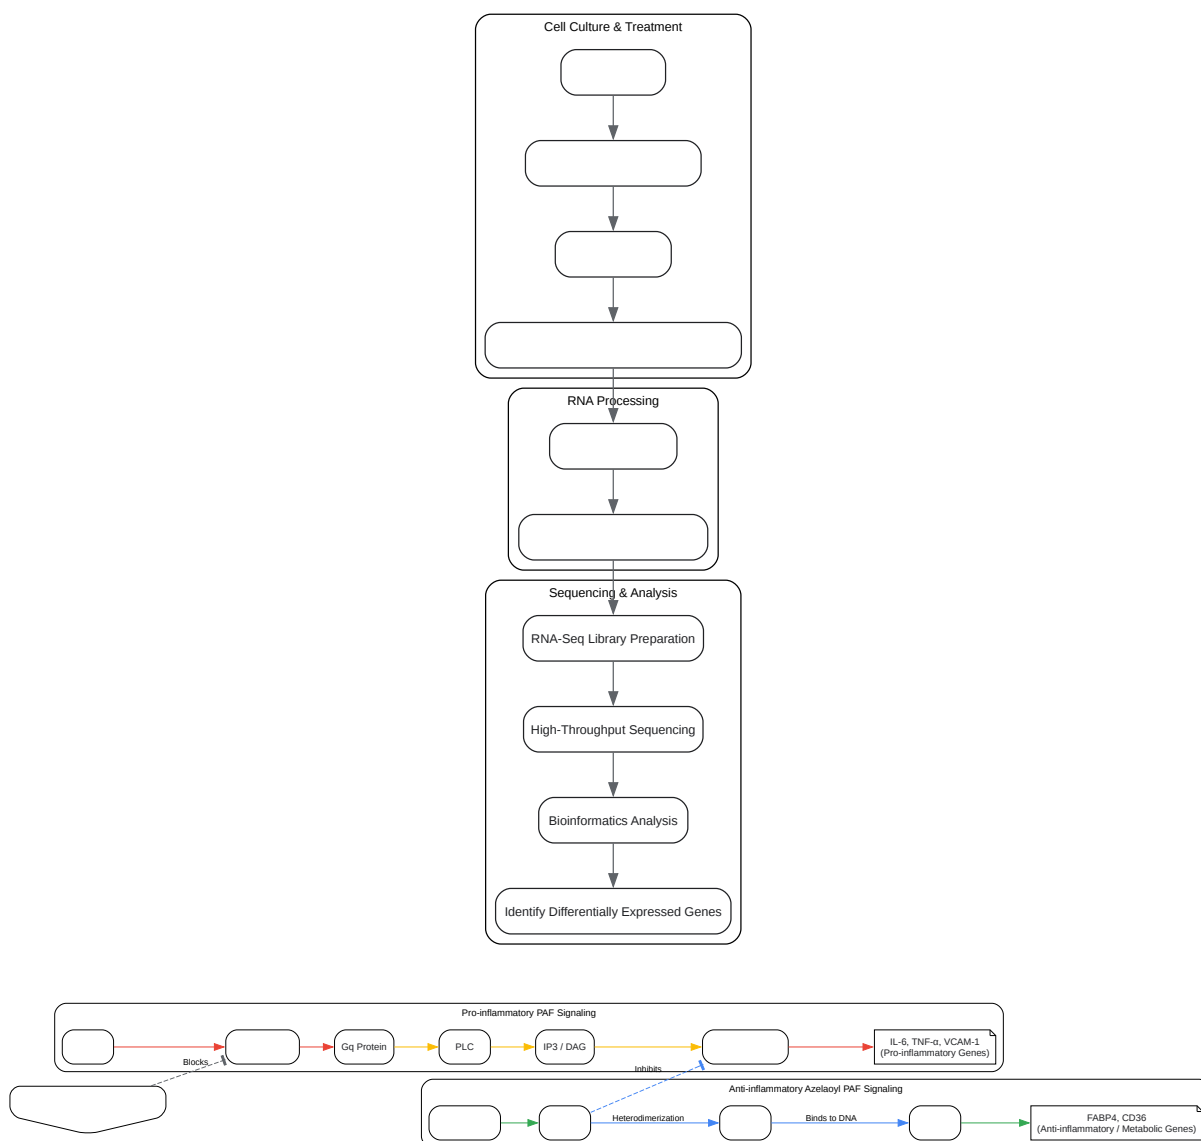 Cell Culture & Treatment
RNA Processing
Sequencing & Analysis
RNA-Seq Library Preparation
High-Throughput Sequencing
Bioinformatics Analysis
Identify Differentially Expressed Genes
Pro-inflammatory PAF Signaling
Gq Protein
PLC
IP3 / DAG
IL-6, TNF-α, VCAM-1
(Pro-inflammatory Genes)
Blocks
Inhibits
Anti-inflammatory Azelaoyl PAF Signaling
Heterodimerization
Binds to DNA
FABP4, CD36
(Anti-inflammatory / Metabolic Genes)